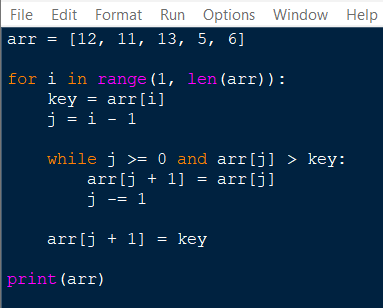 File Edit Format Run Options Window Help
arr = [12, 11, 13, 5, 6]
for i in range(1, len(arr)):
    key = arr[i]
    j = i - 1
    while j >= 0 and arr[j] > key:
        arr[j + 1] = arr[j]
        j -= 1
    arr[j + 1] = key
print(arr)